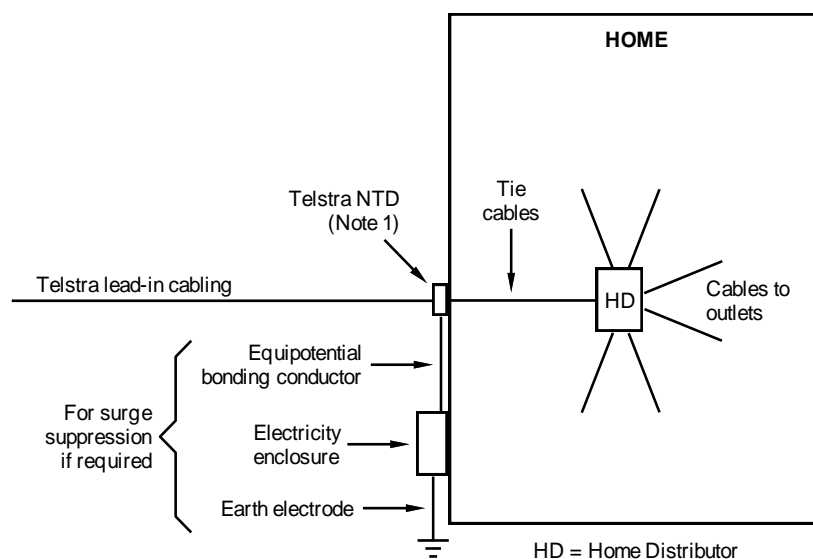 HOME
Telstra NTD
(Note 1)
Tie
cables
Telstra lead-in cabling
HD
Cables to
outlets
Equipotential
bonding conductor
For surge
suppression
if required
Electricity
enclosure
Earth electrode
HD = Home Distributor